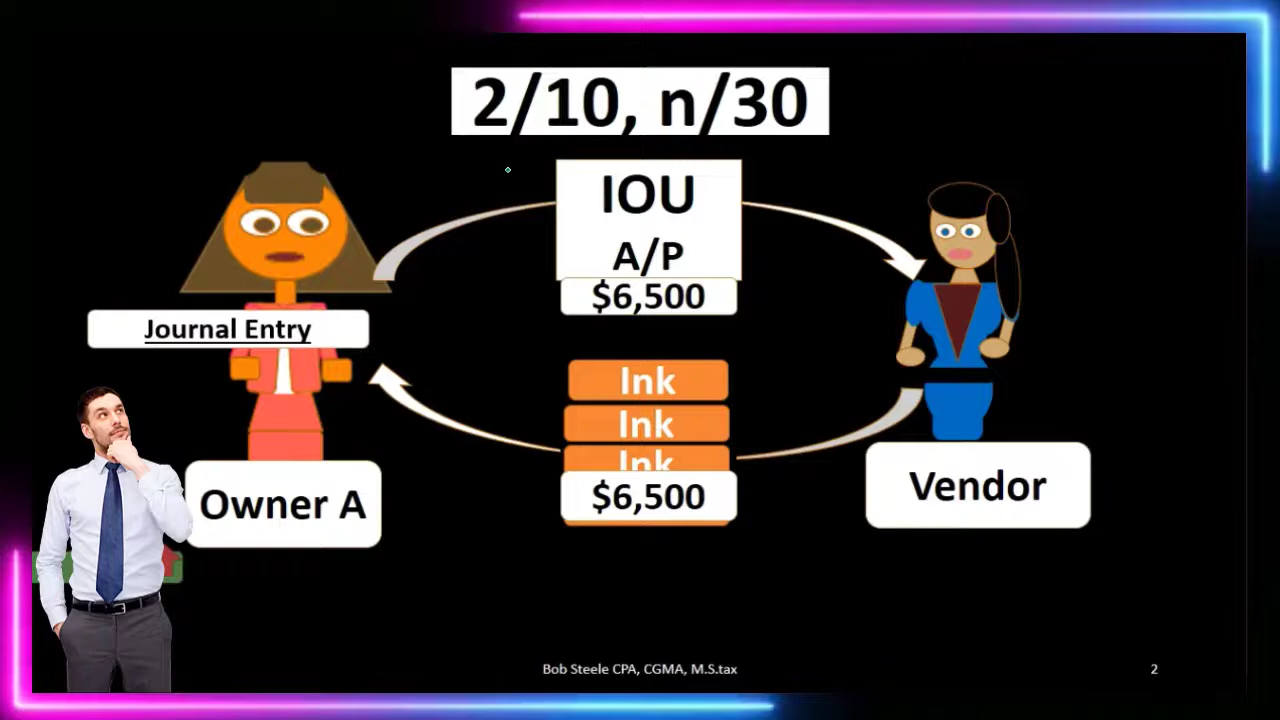 2/10, n/30
IOU
A/P
$6,500
Journal Entry
Ink
Ink
Ink
$6,500
Owner A
Vendor
Bob Steele CPA, CGMA, M.S.tax
2